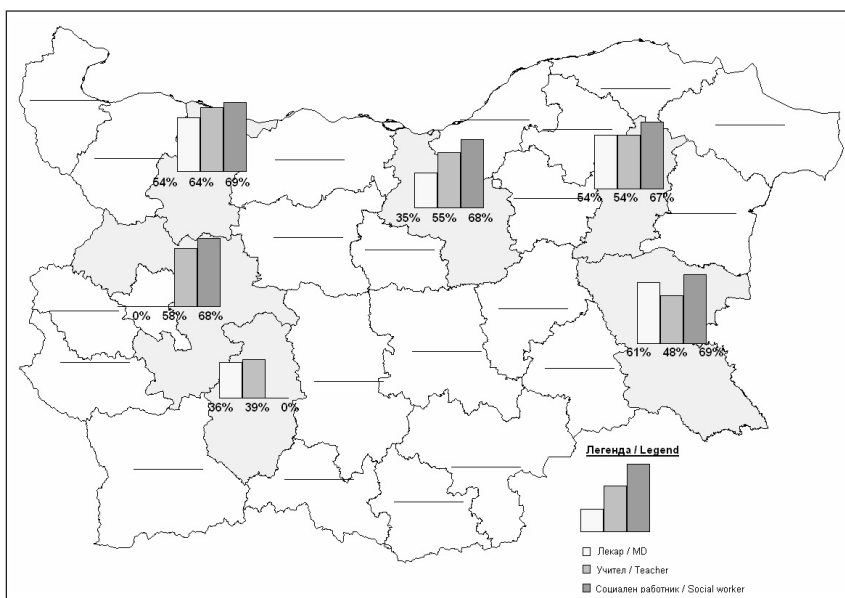 54% 64% 69%
35% 55% 68%
54% 54% 67%
0% 58% 68%
61% 48% 69%
36% 39% 0%
Легенда / Legend
Лекар / MD
Учител / Teacher
Социален работник / Social worker